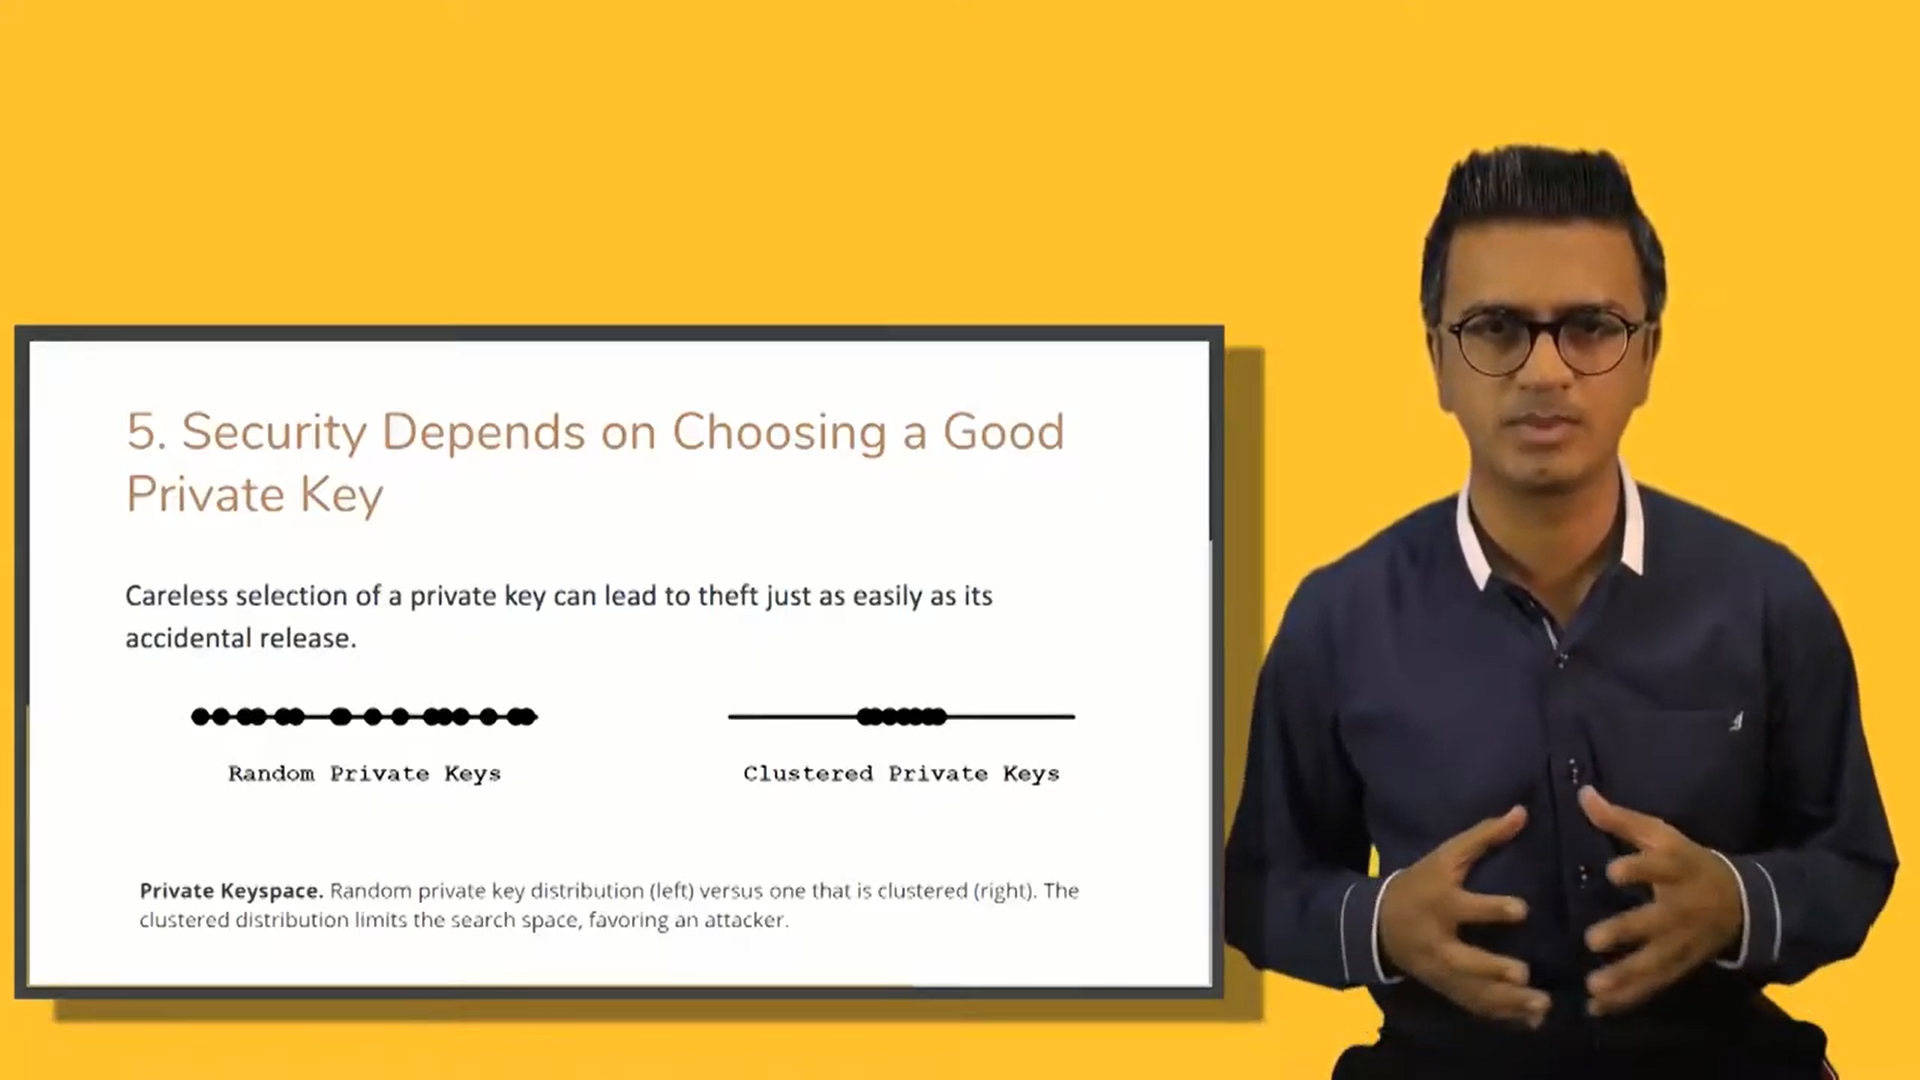 5. Security Depends on Choosing a Good
Private Key
Careless selection of a private key can lead to theft just as easily as its
accidental release.
Random Private Keys
Clustered Private Keys
Private Keyspace. Random private key distribution (left) versus one that is clustered (right). The
clustered distribution limits the search space, favoring an attacker.